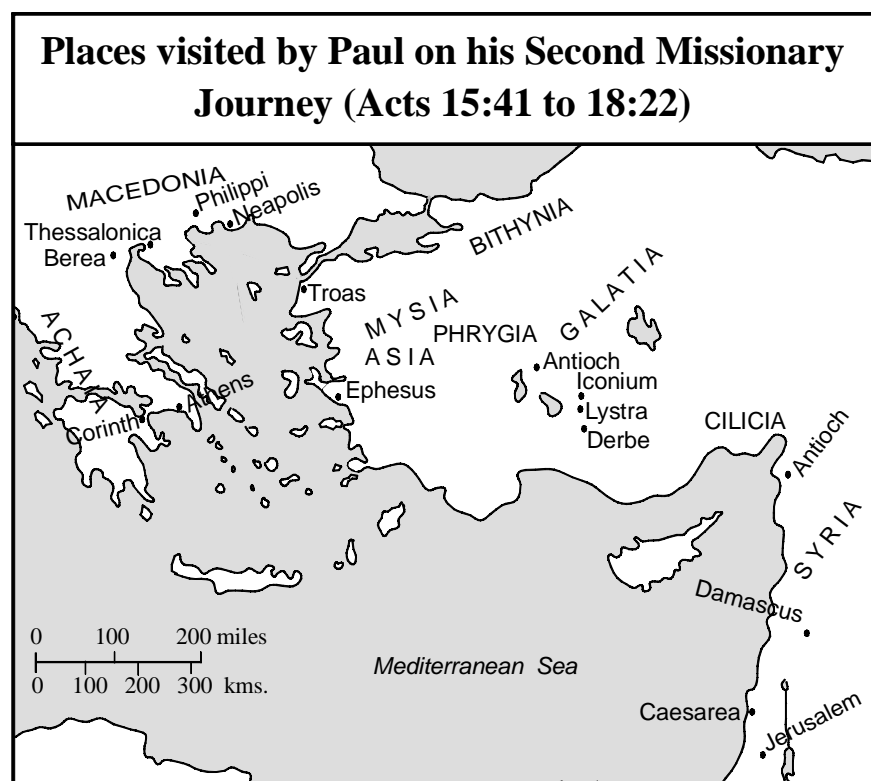 Places visited by Paul on his Second Missionary
Journey (Acts 15:41 to 18:22)
MACEDONIA
Philippi
Neapolis
Thessalonica
Berea
BITHYNIA
Troas
MYSIA
GALATIA
ACHAIA
PHRYGIA
ASIA
Antioch
Iconium
Ephesus
Athens
Lystra
Corinth
CILICIA
Derbe
Antioch
SYRIA
Damascus
0 100 200 miles
0 100 200 300 kms.
Mediterranean Sea
Caesarea
Jerusalem